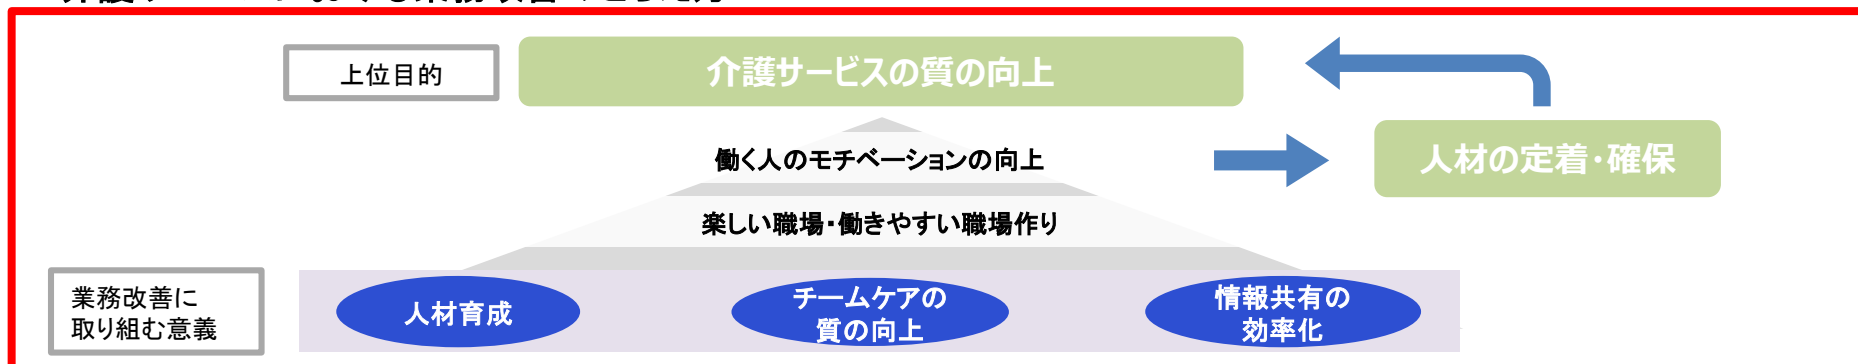 上位目的
介護サービスの質の向上
働く人のモチベーションの向上
人材の定着・確保
楽しい職場・働きやすい職場作り
業務改善に
取り組む意義
人材育成
チームケアの
質の向上
情報共有の
効率化